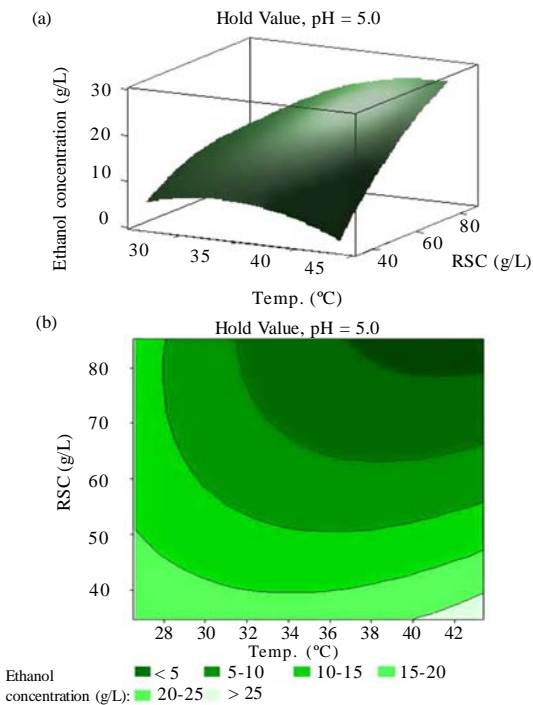 (a)
Hold Value, pH = 5.0
Ethanol concentration (g/L)
30
20
10
0
30
35
40
45
40
60
80
Temp. (ºC)
RSC (g/L)
(b)
Hold Value, pH = 5.0
RSC (g/L)
80
70
60
50
40
28 30 32 34 36 38 40 42
Temp. (ºC)
Ethanol
concentration (g/L):
< 5 5-10 10-15 15-20
20-25 > 25